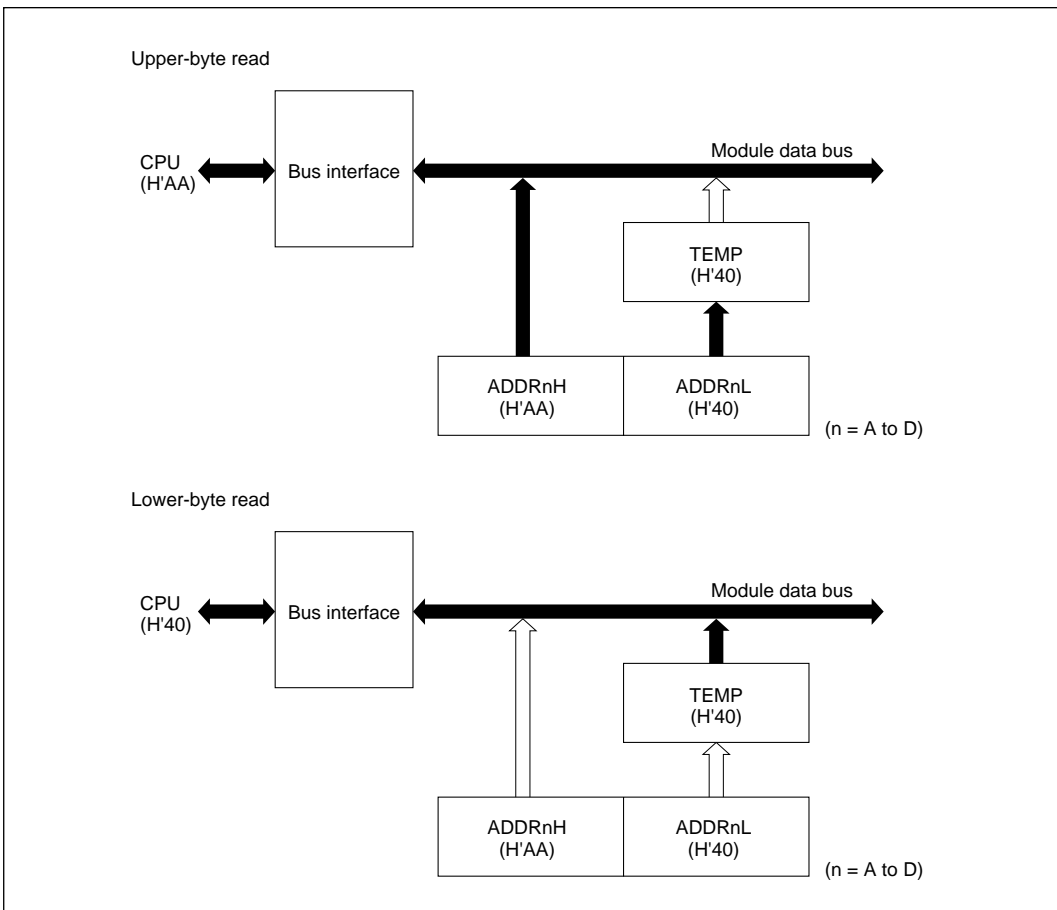 Upper-byte read
CPU
(H'AA)
Bus interface
Module data bus
TEMP
(H'40)
ADDRnH
(H'AA)
ADDRnL
(H'40)
(n = A to D)
Lower-byte read
CPU
(H'40)
Bus interface
Module data bus
TEMP
(H'40)
ADDRnH
(H'AA)
ADDRnL
(H'40)
(n = A to D)